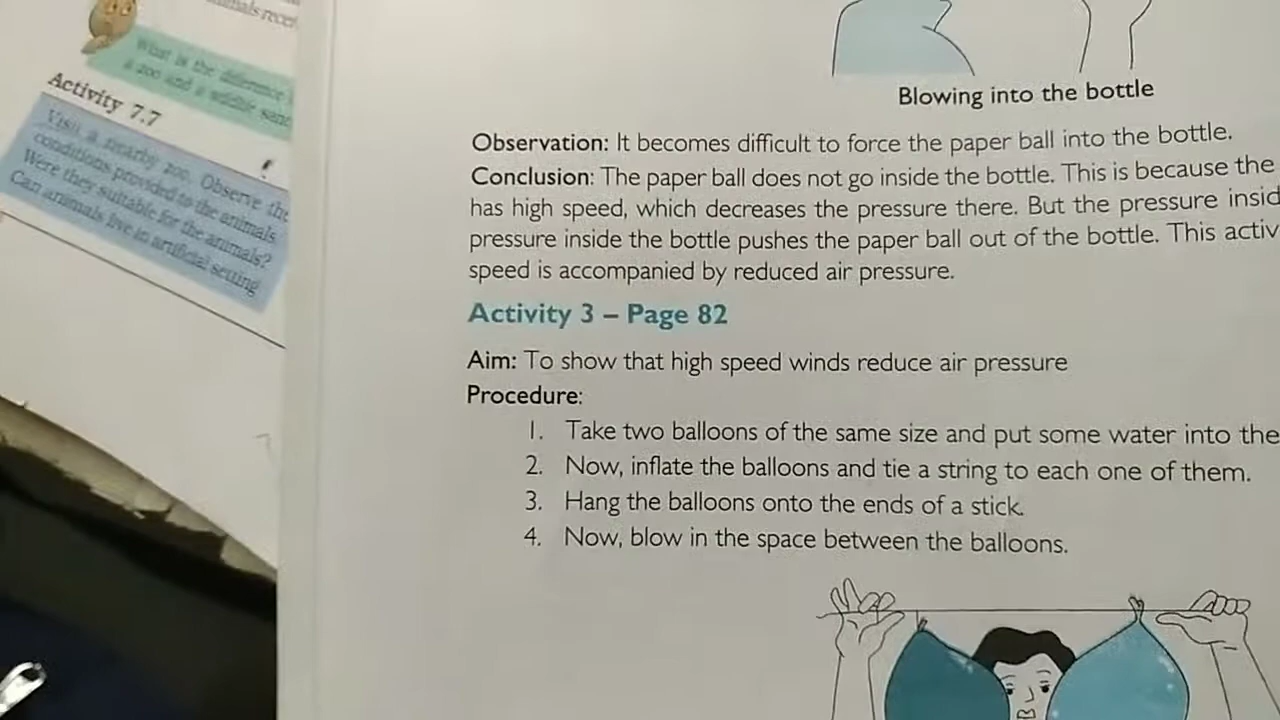 What is the difference
a zoo and a wildlife sanc
Activity 7.7
Visit a nearby zoo. Observe the
conditions provided to the animals
Were they suitable for the animal?
Can animals live in artificial setting
Blowing into the bottle
Observation: It becomes difficult to force the paper ball into the bottle.
Conclusion: The paper ball does not go inside the bottle. This is because the
has high speed, which decreases the pressure there. But the pressure insid
pressure inside the bottle pushes the paper ball out of the bottle. This activ
speed is accompanied by reduced air pressure.
Activity 3 – Page 82
Aim: To show that high speed winds reduce air pressure
Procedure:
1. Take two balloons of the same size and put some water into the
2. Now, inflate the balloons and tie a string to each one of them.
3. Hang the balloons onto the ends of a stick.
4. Now, blow in the space between the balloons.